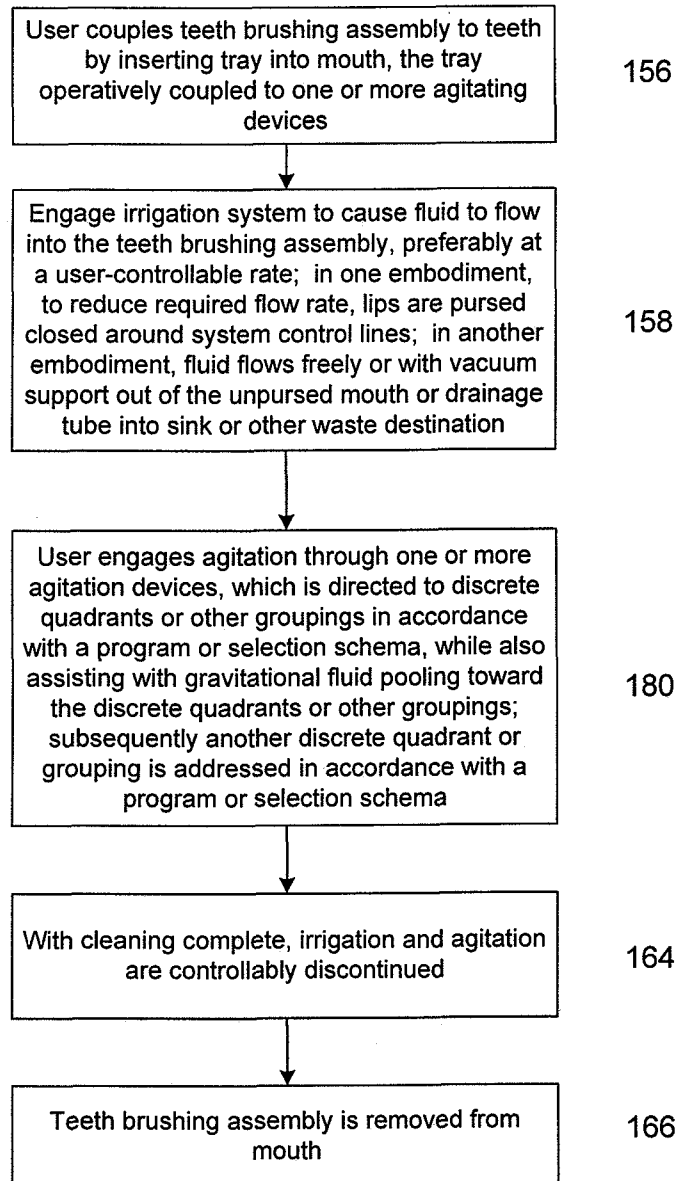 User couples teeth brushing assembly to teeth
by inserting tray into mouth, the tray
operatively coupled to one or more agitating
devices
156
Engage irrigation system to cause fluid to flow
into the teeth brushing assembly, preferably at
a user-controllable rate; in one embodiment,
to reduce required flow rate, lips are pursed
closed around system control lines; in another
embodiment, fluid flows freely or with vacuum
support out of the unpursed mouth or drainage
tube into sink or other waste destination
158
User engages agitation through one or more
agitation devices, which is directed to discrete
quadrants or other groupings in accordance
with a program or selection schema, while also
assisting with gravitational fluid pooling toward
the discrete quadrants or other groupings;
subsequently another discrete quadrant or
grouping is addressed in accordance with a
program or selection schema
180
With cleaning complete, irrigation and agitation
are controllably discontinued
164
Teeth brushing assembly is removed from
mouth
166